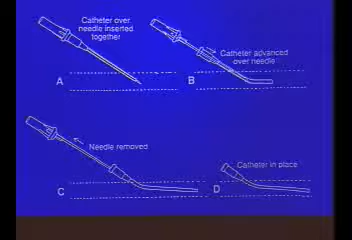 Catheter over
needle inserted
together
A
Catheter advanced
over needle
B
Needle removed
C
Catheter in place
D